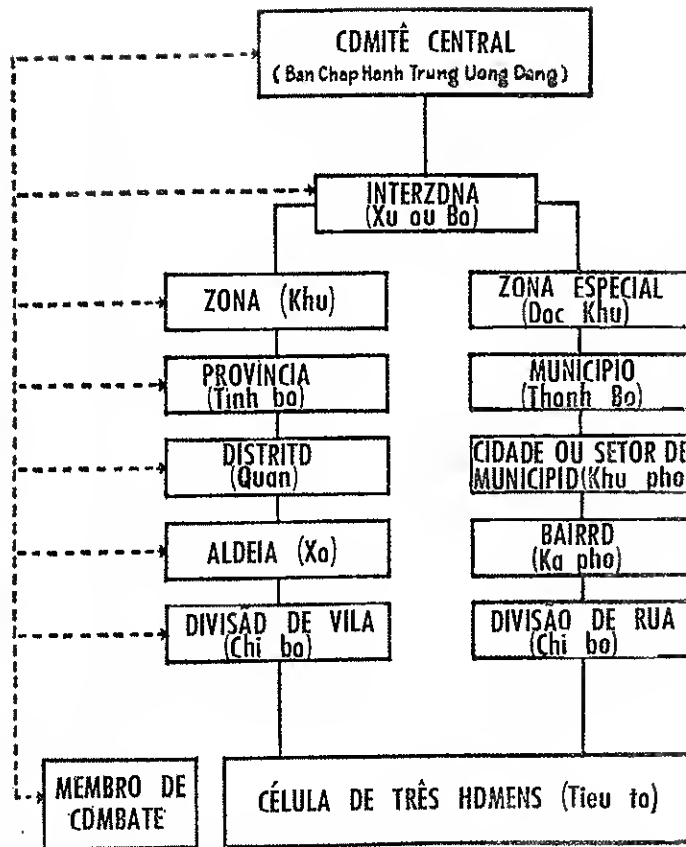 CDMITÊ CENTRAL
(Ban Chap Hanh Trung Uong Dang)
INTERZDNA
(Xu ou Bo)
ZONA (Khu)
ZONA ESPECIAL
(Dac Khu)
PROVÍNCIA
(Tinh bo)
MUNICIPIO
(Thanh Bo)
DISTRITD
(Quan)
CIDADE OU SETOR DE
MUNICIPID(Khu pho
ALDEIA (Xa)
BAIRRD
(Ka pho)
DIVISÃD DE VILA
(Chi bo)
DIVISÃO DE RUA
(Chi bo)
MEMBRO DE
CDMBATE
CÉLULA DE TRÊS HDMENS (Tieu to)